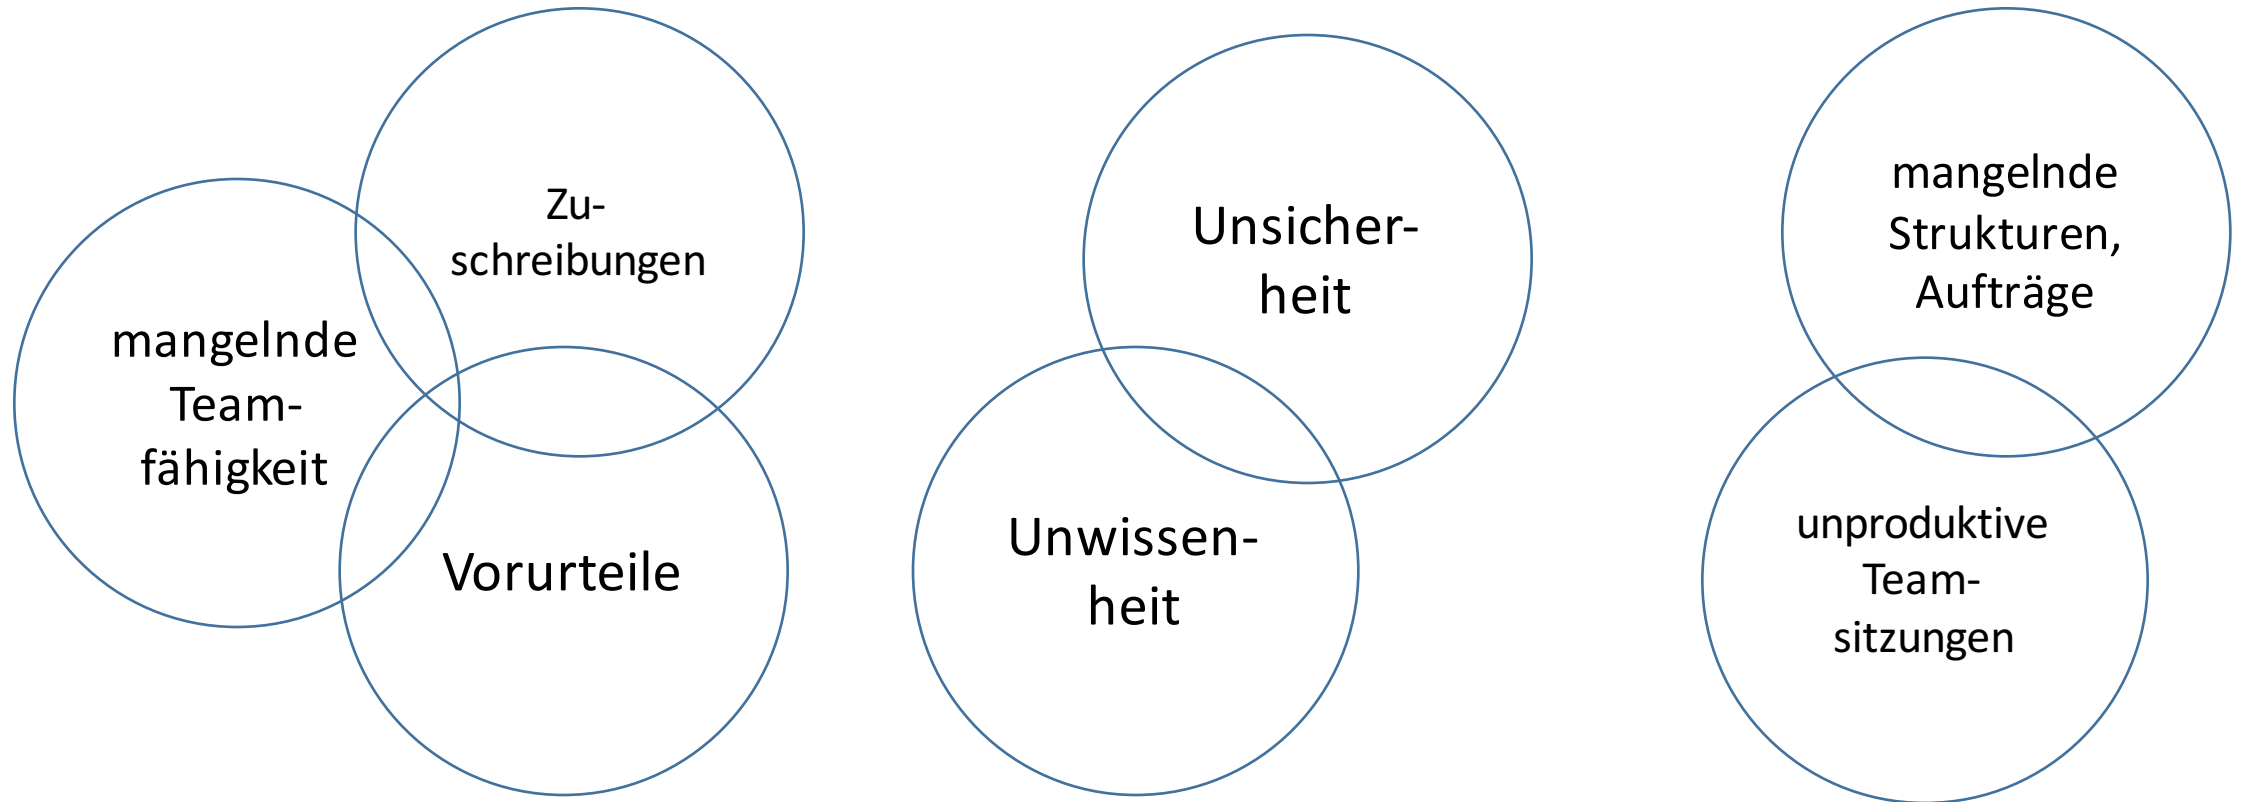 mangelnde
Team-
fähigkeit
Zu-
schreibungen
Vorurteile
Unsicher-
heit
Unwissen-
heit
mangelnde
Strukturen,
Aufträge
unproduktive
Team-
sitzungen